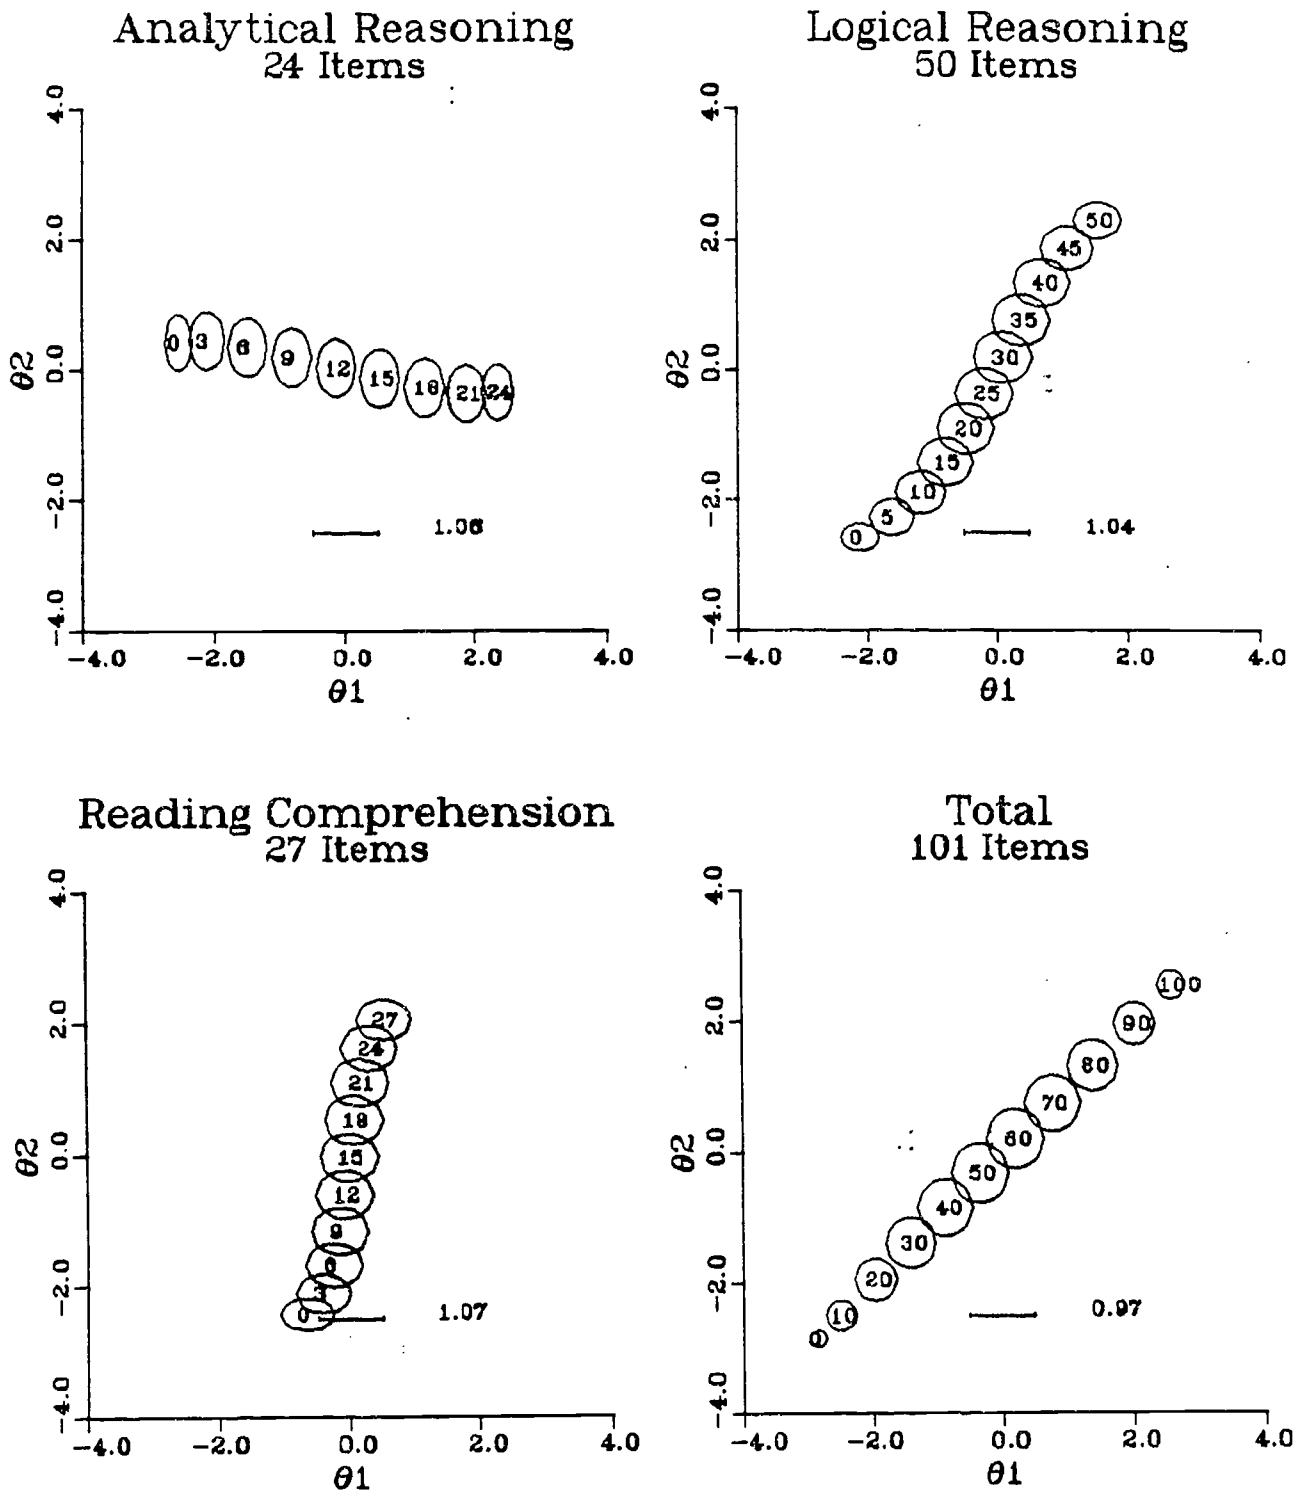 Analytical Reasoning
24 Items
4.0
2.0
0.0
-2.0
-4.0
θ2
0 3 6 9 12 15 18 21 24
1.06
-4.0 -2.0 0.0 2.0 4.0
θ1
Logical Reasoning
50 Items
4.0
2.0
0.0
-2.0
-4.0
θ2
50
45
40
35
30
25
20
15
10
5
0
1.04
-4.0 -2.0 0.0 2.0 4.0
θ1
Reading Comprehension
27 Items
4.0
2.0
0.0
-2.0
-4.0
θ2
27
24
21
18
15
12
9
6
3
0
1.07
-4.0 -2.0 0.0 2.0 4.0
θ1
Total
101 Items
4.0
2.0
0.0
-2.0
-4.0
θ2
100
90
80
70
60
50
40
30
20
10
0
0.97
-4.0 -2.0 0.0 2.0 4.0
θ1